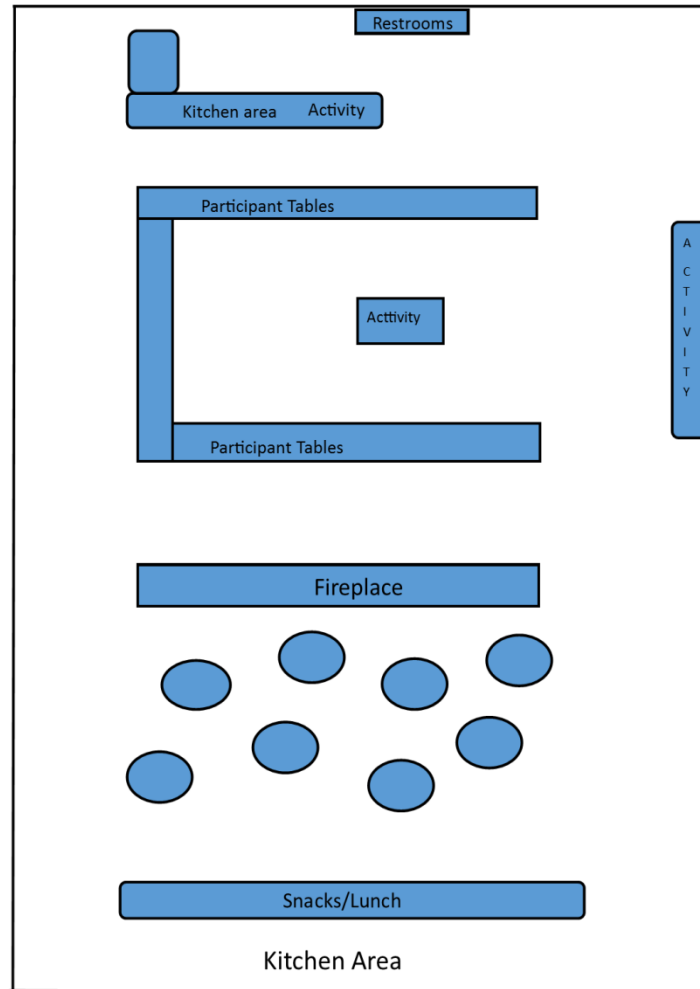 Restrooms
Kitchen area Activity
Participant Tables
A
C
T
I
V
I
T
Y
Acttivity
Participant Tables
Fireplace
Snacks/Lunch
Kitchen Area